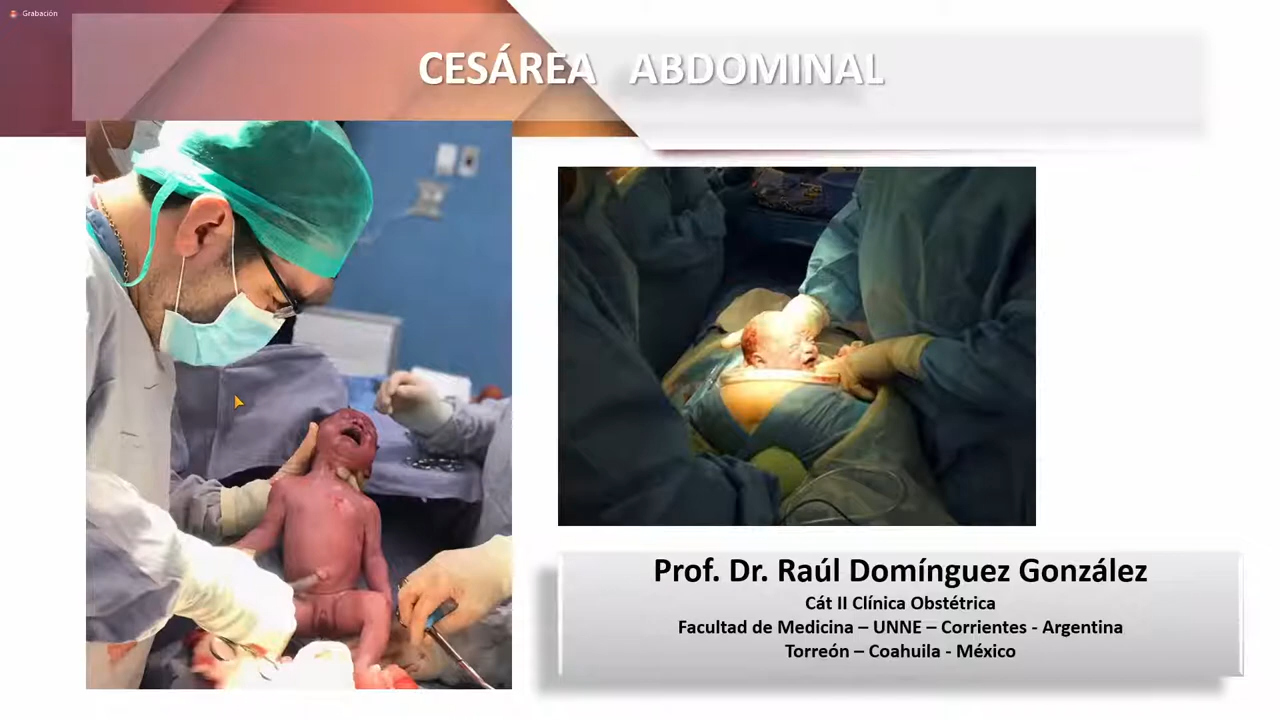 Grabación
CESÁREA ABDOMINAL
Prof. Dr. Raúl Domínguez González
Cát II Clínica Obstétrica
Facultad de Medicina – UNNE – Corrientes - Argentina
Torreón – Coahuila - México